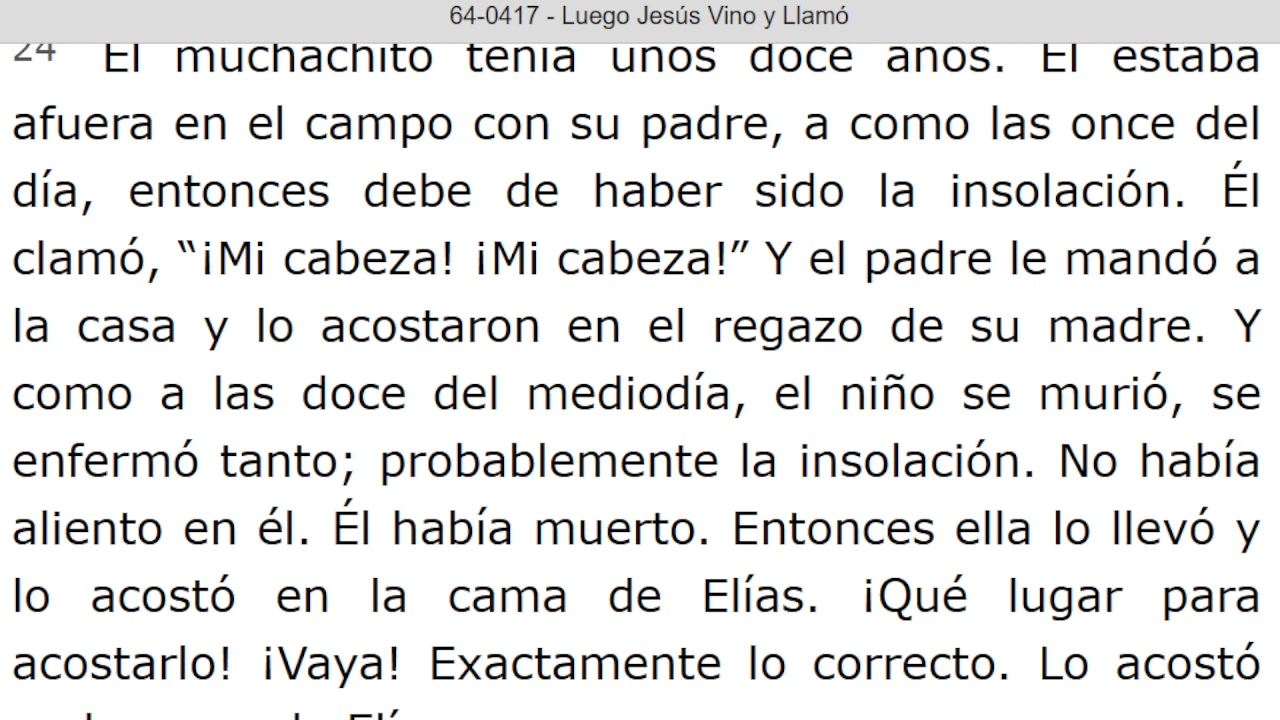 64-0417 - Luego Jesús Vino y Llamó
24 El muchachito tenía unos doce años. Él estaba
afuera en el campo con su padre, a como las once del
día, entonces debe de haber sido la insolación. Él
clamó, “¡Mi cabeza! ¡Mi cabeza!” Y el padre le mandó a
la casa y lo acostaron en el regazo de su madre. Y
como a las doce del mediodía, el niño se murió, se
enfermó tanto; probablemente la insolación. No había
aliento en él. Él había muerto. Entonces ella lo llevó y
lo acostó en la cama de Elías. ¡Qué lugar para
acostarlo! ¡Vaya! Exactamente lo correcto. Lo acostó